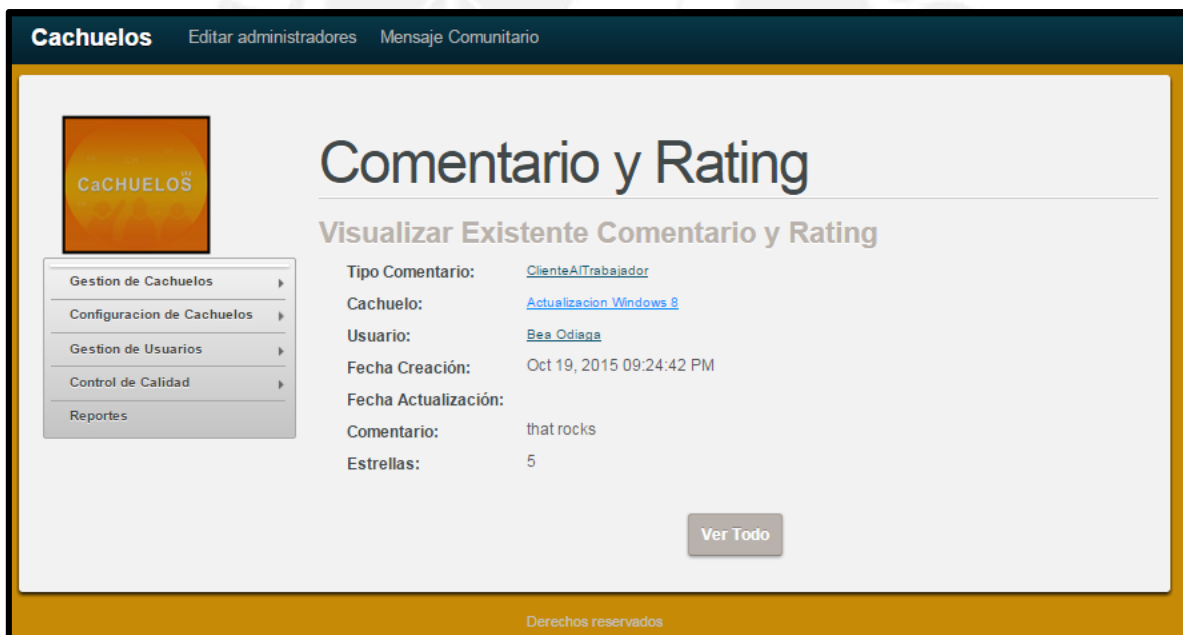 Cachuelos Editar administradores Mensaje Comunitario
CaCHUELOS
Comentario y Rating
Visualizar Existente Comentario y Rating
Gestion de Cachuelos
Configuracion de Cachuelos
Gestion de Usuarios
Control de Calidad
Reportes
Tipo Comentario: ClienteAlTrabajador
Cachuelo: Actualizacion Windows 8
Usuario: Bea Odiaga
Fecha Creación: Oct 19, 2015 09:24:42 PM
Fecha Actualización:
Comentario: that rocks
Estrellas: 5
Ver Todo
Derechos reservados